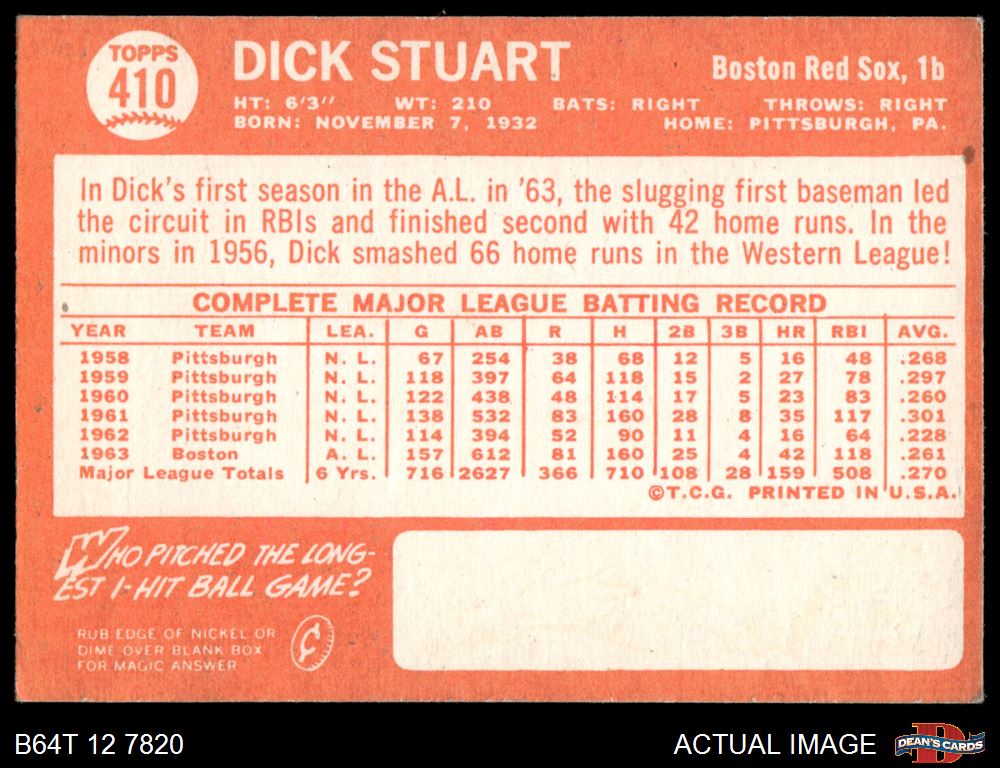 TOPPS
410
DICK STUART
Boston Red Sox, 1b
HT: 6'3" WT: 210 BATS: RIGHT THROWS: RIGHT
BORN: NOVEMBER 7, 1932 HOME: PITTSBURGH, PA.
In Dick's first season in the A.L. in '63, the slugging first baseman led
the circuit in RBIs and finished second with 42 home runs. In the
minors in 1956, Dick smashed 66 home runs in the Western League!
COMPLETE MAJOR LEAGUE BATTING RECORD
YEAR TEAM LEA. G AB R H 2B 3B HR RBI AVG.
1958 Pittsburgh N. L. 67 254 38 68 12 5 16 48 .268
1959 Pittsburgh N. L. 118 397 64 118 15 2 27 78 .297
1960 Pittsburgh N. L. 122 438 48 114 17 5 23 83 .260
1961 Pittsburgh N. L. 138 532 83 160 28 8 35 117 .301
1962 Pittsburgh N. L. 114 394 52 90 11 4 16 64 .228
1963 Boston A. L. 157 612 81 160 25 4 42 118 .261
Major League Totals 6 Yrs. 716 2627 366 710 108 28 159 508 .270
©T.C.G. PRINTED IN U.S.A.
WHO PITCHED THE LONG-
EST 1-HIT BALL GAME?
RUB EDGE OF NICKEL OR
DIME OVER BLANK BOX
FOR MAGIC ANSWER
B64T 12 7820
ACTUAL IMAGE
D
DEAN'S CARDS